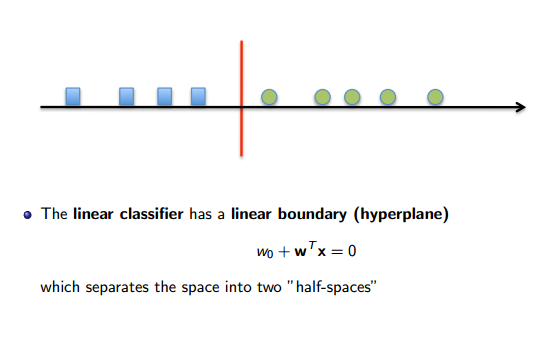 The linear classifier has a linear boundary (hyperplane)
w₀ + wᵀx = 0
which separates the space into two "half-spaces"